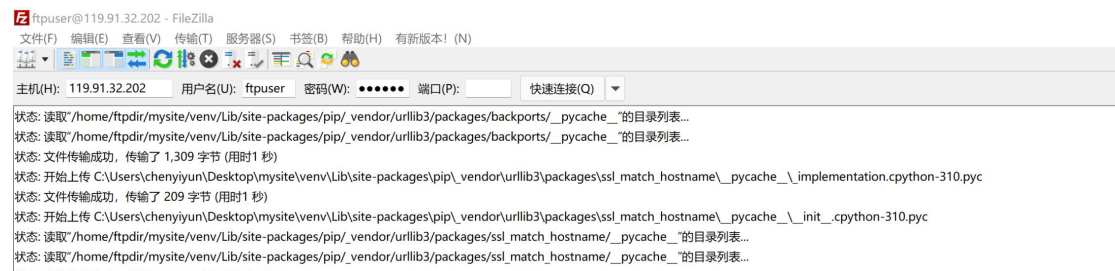 ftpuser@119.91.32.202 - FileZilla
文件(F) 编辑(E) 查看(V) 传输(T) 服务器(S) 书签(B) 帮助(H) 有新版本！(N)
主机(H): 119.91.32.202 用户名(U): ftpuser 密码(W): ●●●●●● 端口(P): 快速连接(Q)
状态: 读取"/home/ftpdir/mysite/venv/Lib/site-packages/pip/_vendor/urllib3/packages/backports/__pycache__"的目录列表...
状态: 读取"/home/ftpdir/mysite/venv/Lib/site-packages/pip/_vendor/urllib3/packages/backports/__pycache__"的目录列表...
状态: 文件传输成功，传输了 1,309 字节 (用时1 秒)
状态: 开始上传 C:\Users\chenyiyun\Desktop\mysite\venv\Lib\site-packages\pip\_vendor\urllib3\packages\ssl_match_hostname\__pycache__\_implementation.cpython-310.pyc
状态: 文件传输成功，传输了 209 字节 (用时1 秒)
状态: 开始上传 C:\Users\chenyiyun\Desktop\mysite\venv\Lib\site-packages\pip\_vendor\urllib3\packages\ssl_match_hostname\__pycache__\__init__.cpython-310.pyc
状态: 读取"/home/ftpdir/mysite/venv/Lib/site-packages/pip/_vendor/urllib3/packages/ssl_match_hostname/__pycache__"的目录列表...
状态: 读取"/home/ftpdir/mysite/venv/Lib/site-packages/pip/_vendor/urllib3/packages/ssl_match_hostname/__pycache__"的目录列表...